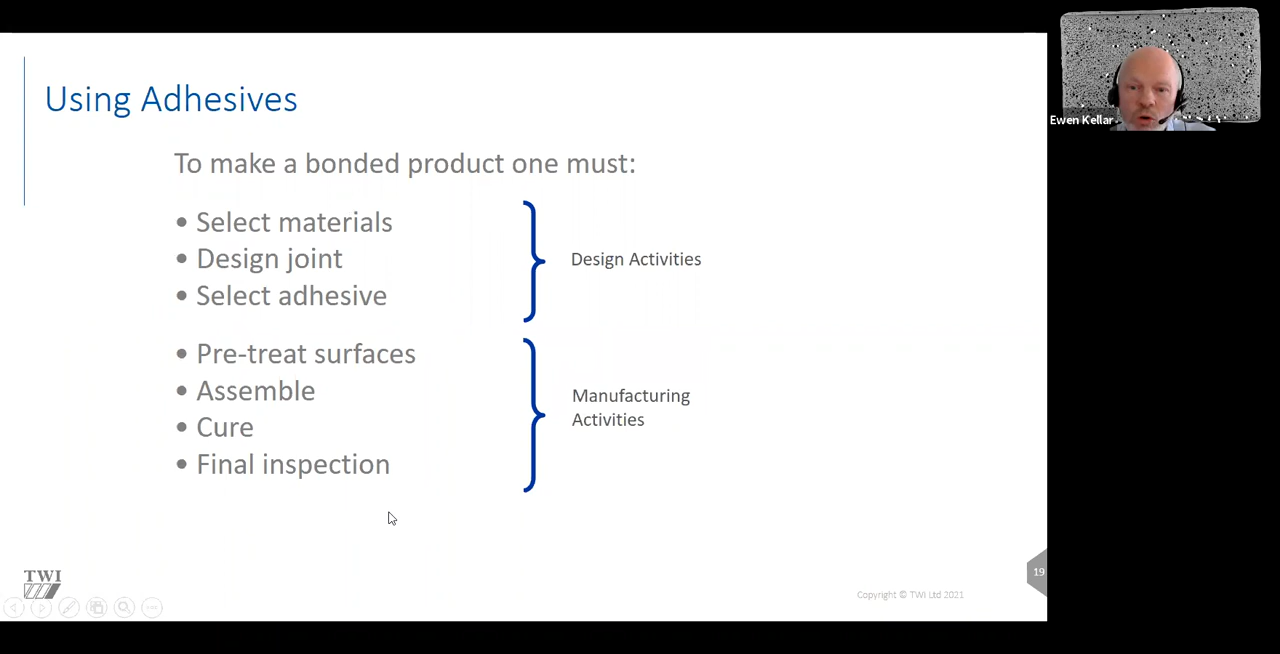 Using Adhesives
To make a bonded product one must:
• Select materials
• Design joint
• Select adhesive
Design Activities
• Pre-treat surfaces
• Assemble
• Cure
• Final inspection
Manufacturing
Activities
TWI
Copyright © TWI Ltd 2021
19
Ewen Kellar